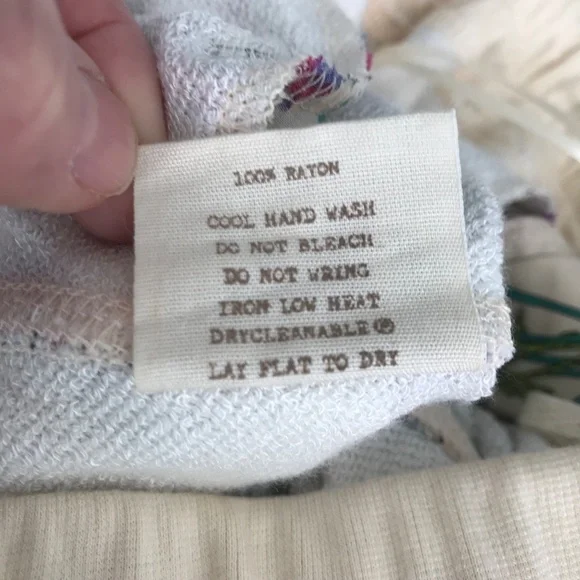 100% RAYON
COOL HAND WASH
DO NOT BLEACH
DO NOT WRING
IRON LOW HEAT
DRYCLEANABLE Ⓟ
LAY FLAT TO DRY